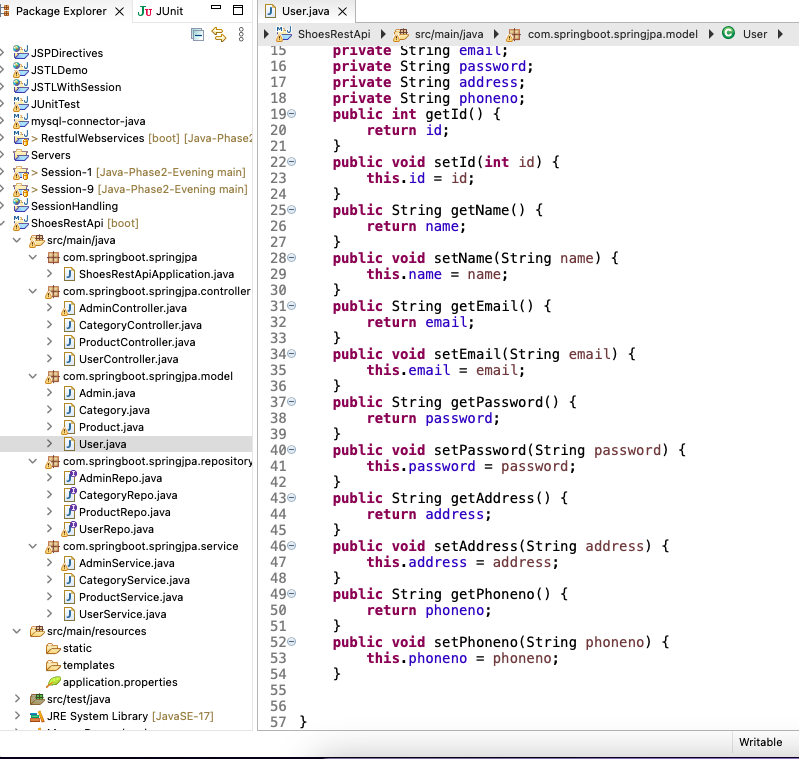 Package Explorer
JUnit
JSPDirectives
JSTLDemo
JSTLWithSession
JUnitTest
mysql-connector-java
> RestfulWebservices [boot] [Java-Phase2
Servers
> Session-1 [Java-Phase2-Evening main]
> Session-9 [Java-Phase2-Evening main]
SessionHandling
ShoesRestApi [boot]
src/main/java
com.springboot.springjpa
ShoesRestApiApplication.java
com.springboot.springjpa.controller
AdminController.java
CategoryController.java
ProductController.java
UserController.java
com.springboot.springjpa.model
Admin.java
Category.java
Product.java
User.java
com.springboot.springjpa.repository
AdminRepo.java
CategoryRepo.java
ProductRepo.java
UserRepo.java
com.springboot.springjpa.service
AdminService.java
CategoryService.java
ProductService.java
UserService.java
src/main/resources
static
templates
application.properties
src/test/java
JRE System Library [JavaSE-17]
User.java
ShoesRestApi src/main/java com.springboot.springjpa.model User
15 private String email;
16 private String password;
17 private String address;
18 private String phoneno;
19 public int getId() {
20 return id;
21 }
22 public void setId(int id) {
23 this.id = id;
24 }
25 public String getName() {
26 return name;
27 }
28 public void setName(String name) {
29 this.name = name;
30 }
31 public String getEmail() {
32 return email;
33 }
34 public void setEmail(String email) {
35 this.email = email;
36 }
37 public String getPassword() {
38 return password;
39 }
40 public void setPassword(String password) {
41 this.password = password;
42 }
43 public String getAddress() {
44 return address;
45 }
46 public void setAddress(String address) {
47 this.address = address;
48 }
49 public String getPhoneno() {
50 return phoneno;
51 }
52 public void setPhoneno(String phoneno) {
53 this.phoneno = phoneno;
54 }
55
56
57 }
Writable